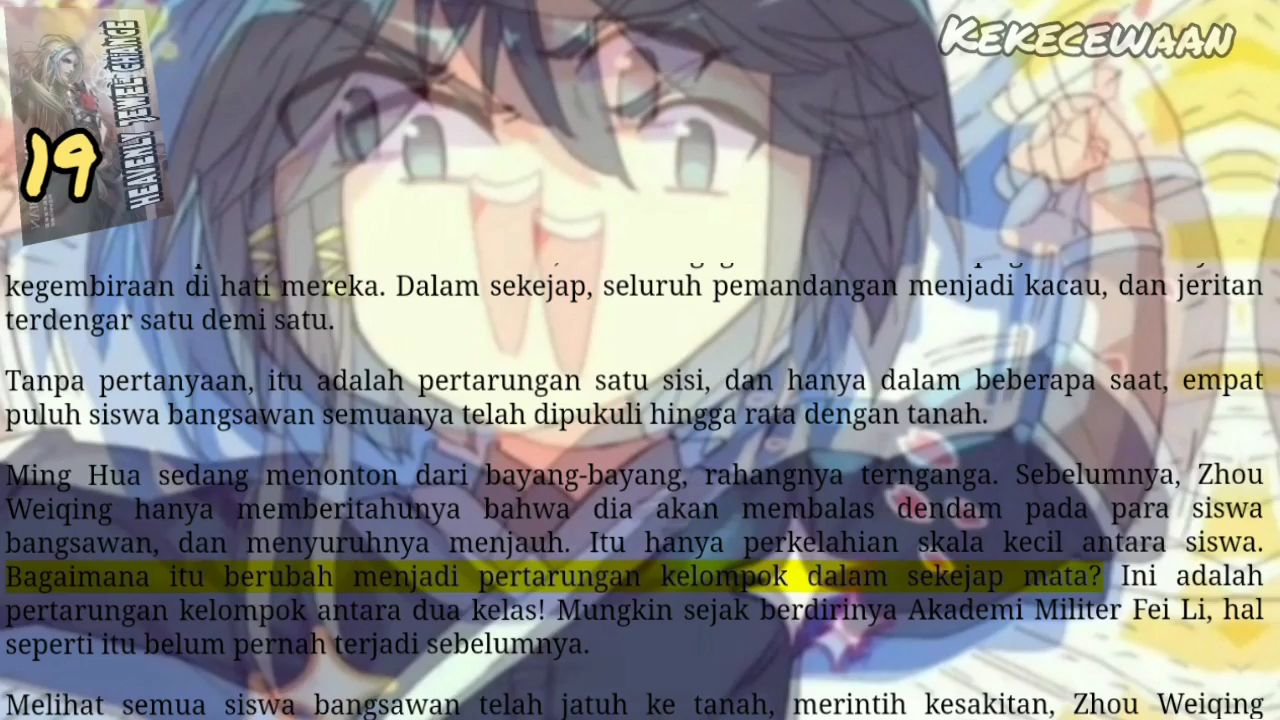 Kekecewaan
HEAVENLY JEWEL CHANGE
19
kegembiraan di hati mereka. Dalam sekejap, seluruh pemandangan menjadi kacau, dan jeritan
terdengar satu demi satu.
Tanpa pertanyaan, itu adalah pertarungan satu sisi, dan hanya dalam beberapa saat, empat
puluh siswa bangsawan semuanya telah dipukuli hingga rata dengan tanah.
Ming Hua sedang menonton dari bayang-bayang, rahangnya ternganga. Sebelumnya, Zhou
Weiqing hanya memberitahunya bahwa dia akan membalas dendam pada para siswa
bangsawan, dan menyuruhnya menjauh. Itu hanya perkelahian skala kecil antara siswa.
Bagaimana itu berubah menjadi pertarungan kelompok dalam sekejap mata? Ini adalah
pertarungan kelompok antara dua kelas! Mungkin sejak berdirinya Akademi Militer Fei Li, hal
seperti itu belum pernah terjadi sebelumnya.
Melihat semua siswa bangsawan telah jatuh ke tanah, merintih kesakitan, Zhou Weiqing